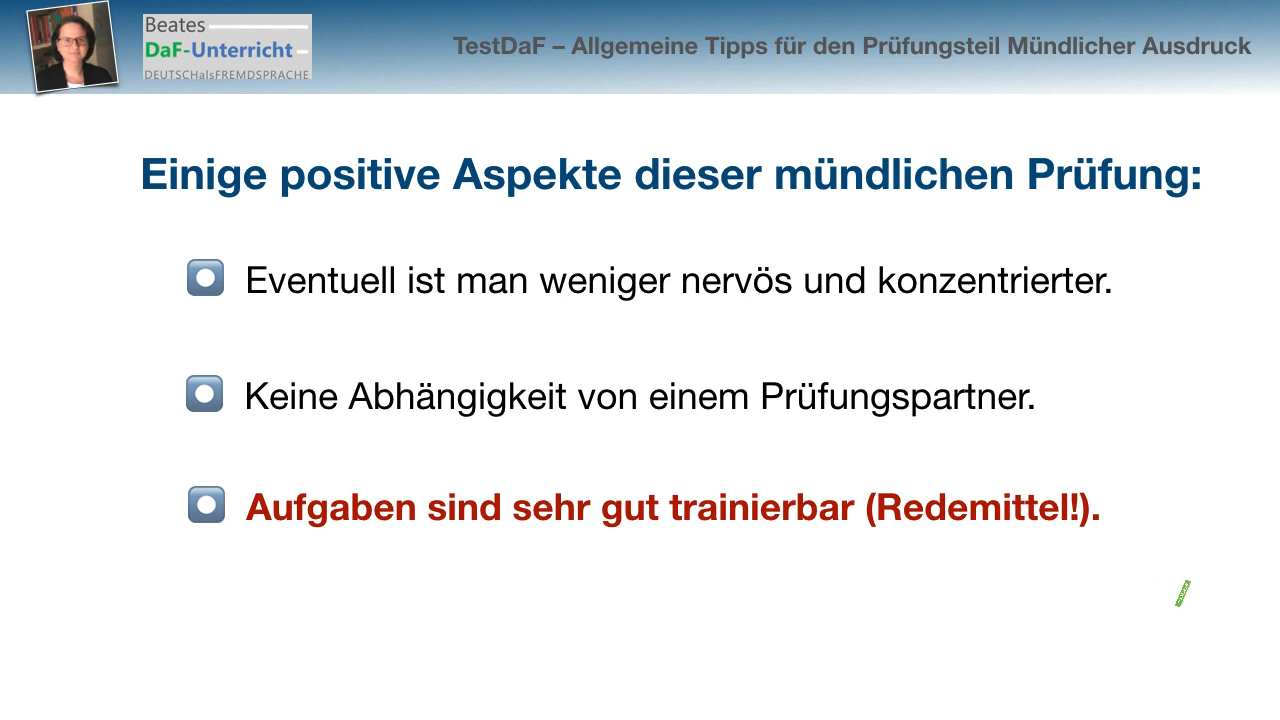 Beates
DaF-Unterricht
DEUTSCHalsFREMDSPRACHE
TestDaF – Allgemeine Tipps für den Prüfungsteil Mündlicher Ausdruck
Einige positive Aspekte dieser mündlichen Prüfung:
Eventuell ist man weniger nervös und konzentrierter.
Keine Abhängigkeit von einem Prüfungspartner.
Aufgaben sind sehr gut trainierbar (Redemittel!).